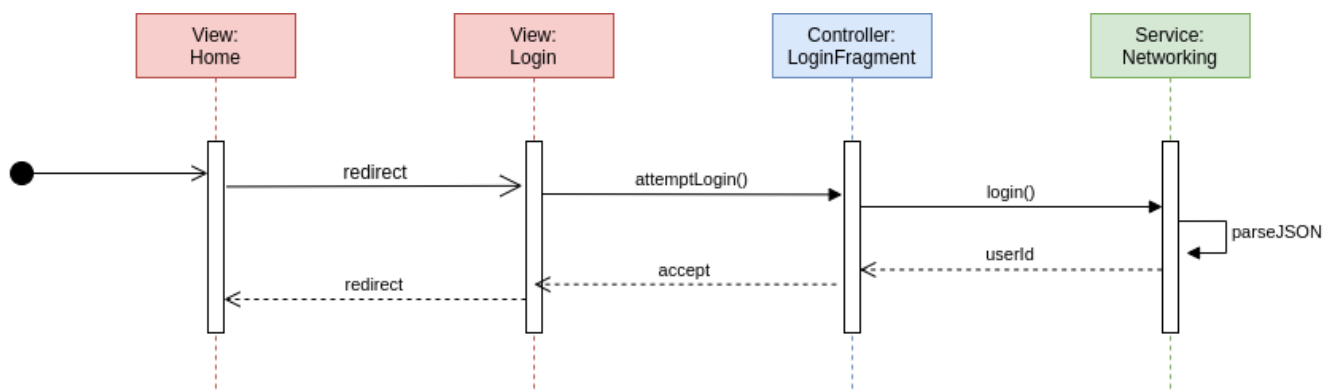 View:
Home
View:
Login
Controller:
LoginFragment
Service:
Networking
redirect
attemptLogin()
login()
parseJSON
userId
accept
redirect